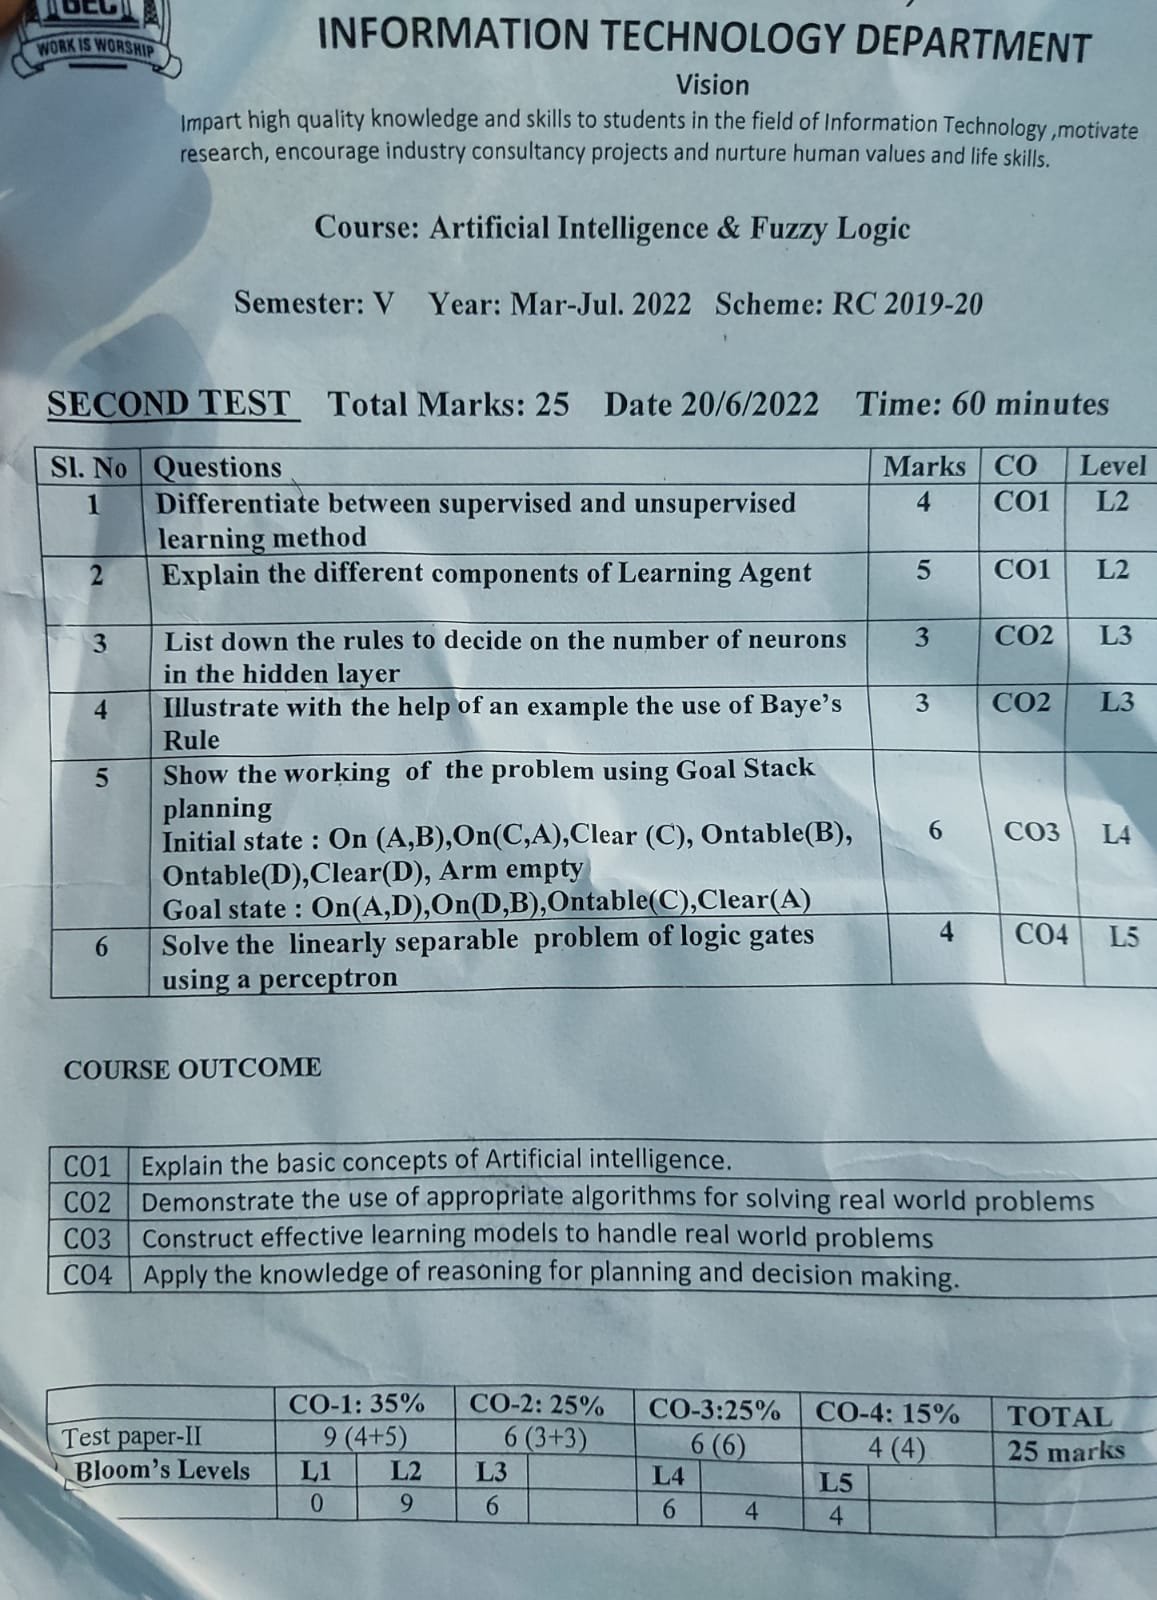 WORK IS WORSHIP
INFORMATION TECHNOLOGY DEPARTMENT
Vision
Impart high quality knowledge and skills to students in the field of Information Technology ,motivate
research, encourage industry consultancy projects and nurture human values and life skills.
Course: Artificial Intelligence & Fuzzy Logic
Semester: V Year: Mar-Jul. 2022 Scheme: RC 2019-20
SECOND TEST Total Marks: 25 Date 20/6/2022 Time: 60 minutes
Sl. No Questions Marks CO Level
1 Differentiate between supervised and unsupervised 4 CO1 L2
learning method
2 Explain the different components of Learning Agent 5 CO1 L2
3 List down the rules to decide on the number of neurons 3 CO2 L3
in the hidden layer
4 Illustrate with the help of an example the use of Baye's 3 CO2 L3
Rule
5 Show the working of the problem using Goal Stack
planning
Initial state : On (A,B),On(C,A),Clear (C), Ontable(B), 6 CO3 L4
Ontable(D),Clear(D), Arm empty
Goal state : On(A,D),On(D,B),Ontable(C),Clear(A)
6 Solve the linearly separable problem of logic gates 4 CO4 L5
using a perceptron
COURSE OUTCOME
CO1 Explain the basic concepts of Artificial intelligence.
CO2 Demonstrate the use of appropriate algorithms for solving real world problems
CO3 Construct effective learning models to handle real world problems
CO4 Apply the knowledge of reasoning for planning and decision making.
CO-1: 35% CO-2: 25% CO-3:25% CO-4: 15% TOTAL
Test paper-II 9 (4+5) 6 (3+3) 6 (6) 4 (4) 25 marks
Bloom's Levels L1 L2 L3 L4 L5
0 9 6 6 4 4